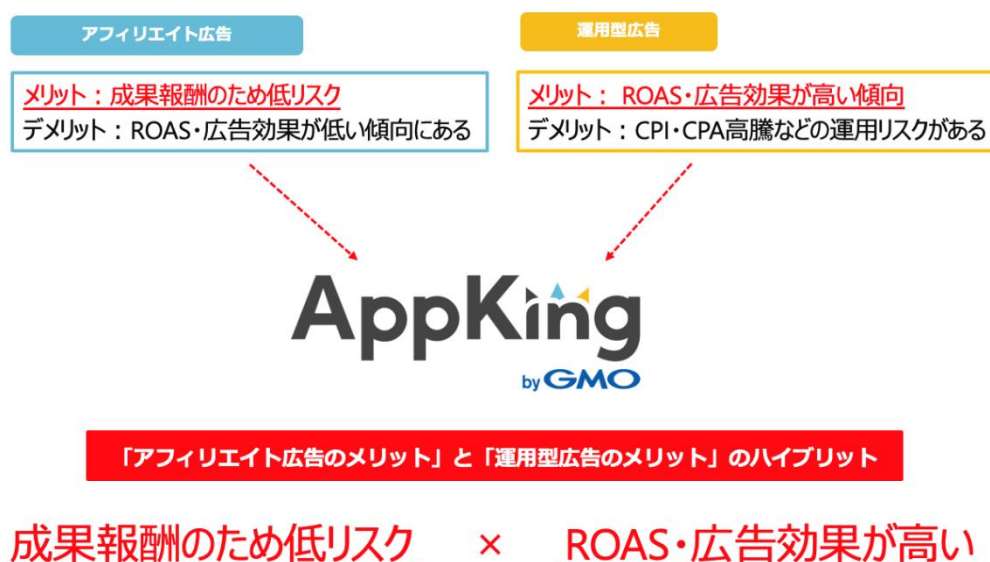 アフィリエイト広告
運用型広告
メリット：成果報酬のため低リスク
デメリット：ROAS・広告効果が低い傾向にある
メリット： ROAS・広告効果が高い傾向
デメリット：CPI・CPA高騰などの運用リスクがある
AppKing
by GMO
「アフィリエイト広告のメリット」と「運用型広告のメリット」のハイブリット
成果報酬のため低リスク × ROAS・広告効果が高い